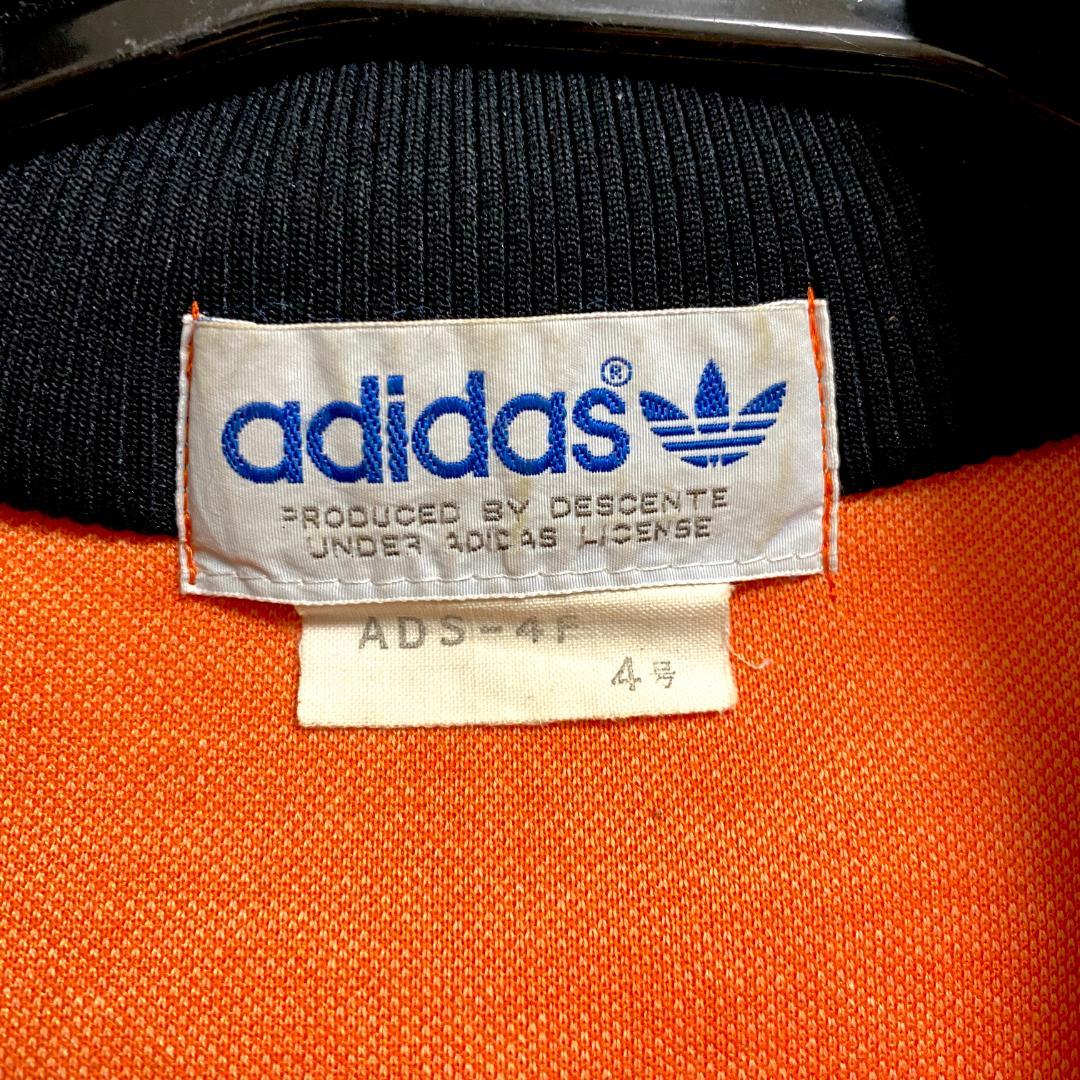 adidas®
PRODUCED BY DESCENTE
UNDER ADIDAS LICENSE
ADS-4F
4号